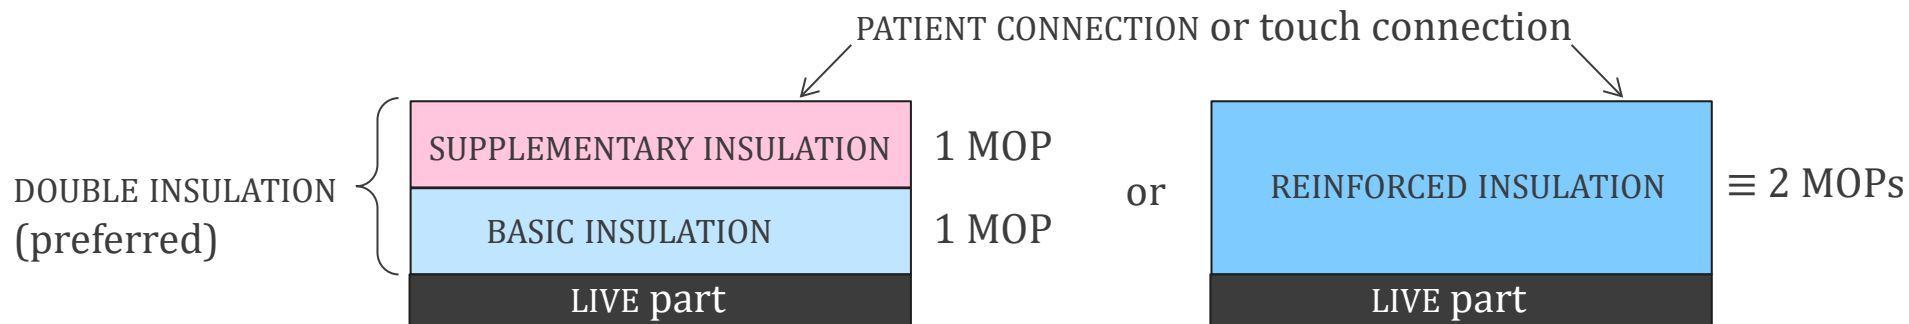 PATIENT CONNECTION or touch connection
SUPPLEMENTARY INSULATION
1 MOP
DOUBLE INSULATION
(preferred)
BASIC INSULATION
1 MOP
LIVE part
or
REINFORCED INSULATION
≡ 2 MOPs
LIVE part